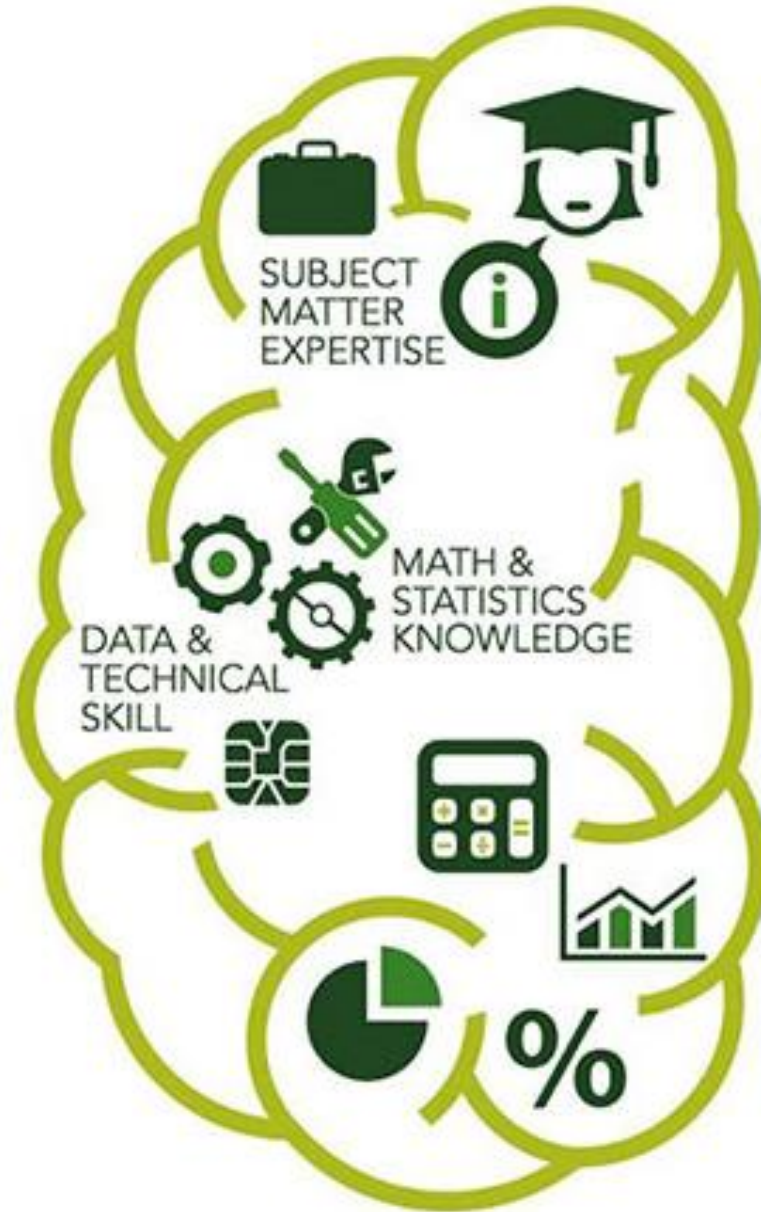 SUBJECT
MATTER
EXPERTISE
i
MATH &
STATISTICS
KNOWLEDGE
DATA &
TECHNICAL
SKILL
+ ×
− ÷ =
%